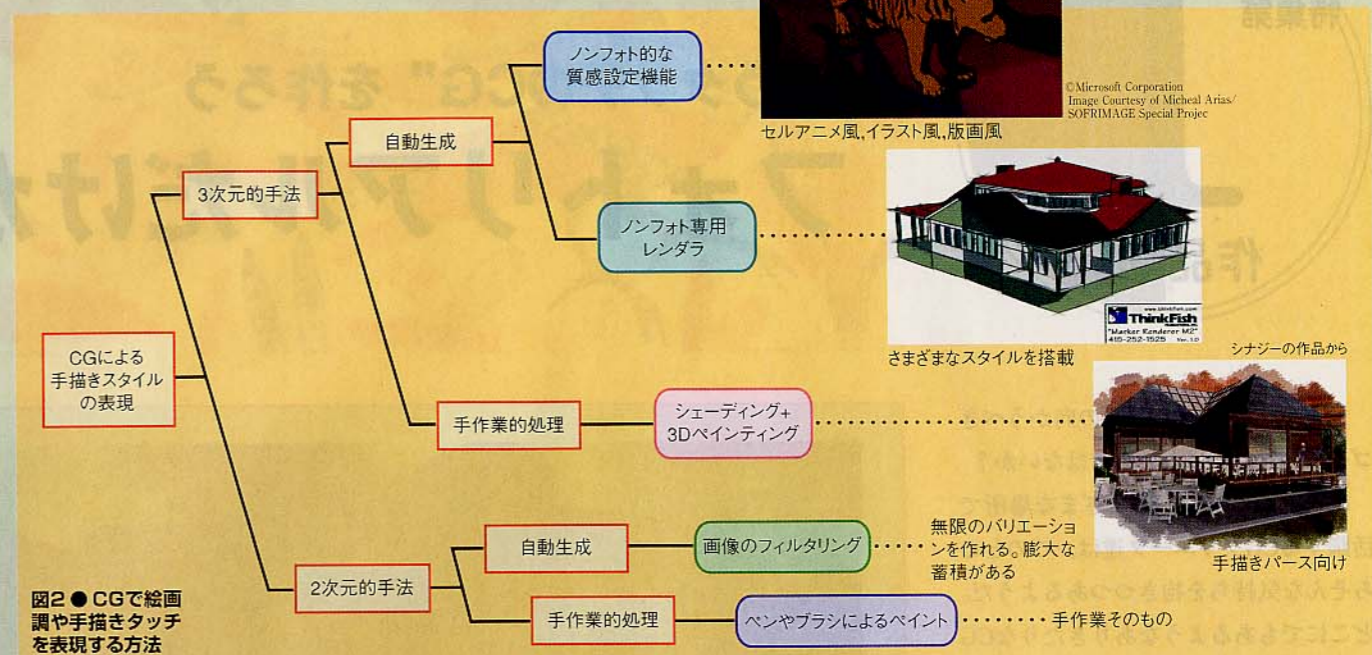 ノンフォト的な
質感設定機能
©Microsoft Corporation
Image Courtesy of Micheal Arias/
SOFRIMAGE Special Projec
セルアニメ風,イラスト風,版画風
自動生成
3次元的手法
ノンフォト専用
レンダラ
www.thinkfish.com
ThinkFish
"Marker Renderer M2"
415-252-1525 Ver. 1.0
さまざまなスタイルを搭載
CGによる
手描きスタイル
の表現
シナジーの作品から
手作業的処理
シェーディング+
3Dペインティング
手描きパース向け
2次元的手法
自動生成
画像のフィルタリング
無限のバリエーショ
ンを作れる。膨大な
蓄積がある
手作業的処理
ペンやブラシによるペイント
手作業そのもの
図2●CGで絵画
調や手描きタッチ
を表現する方法